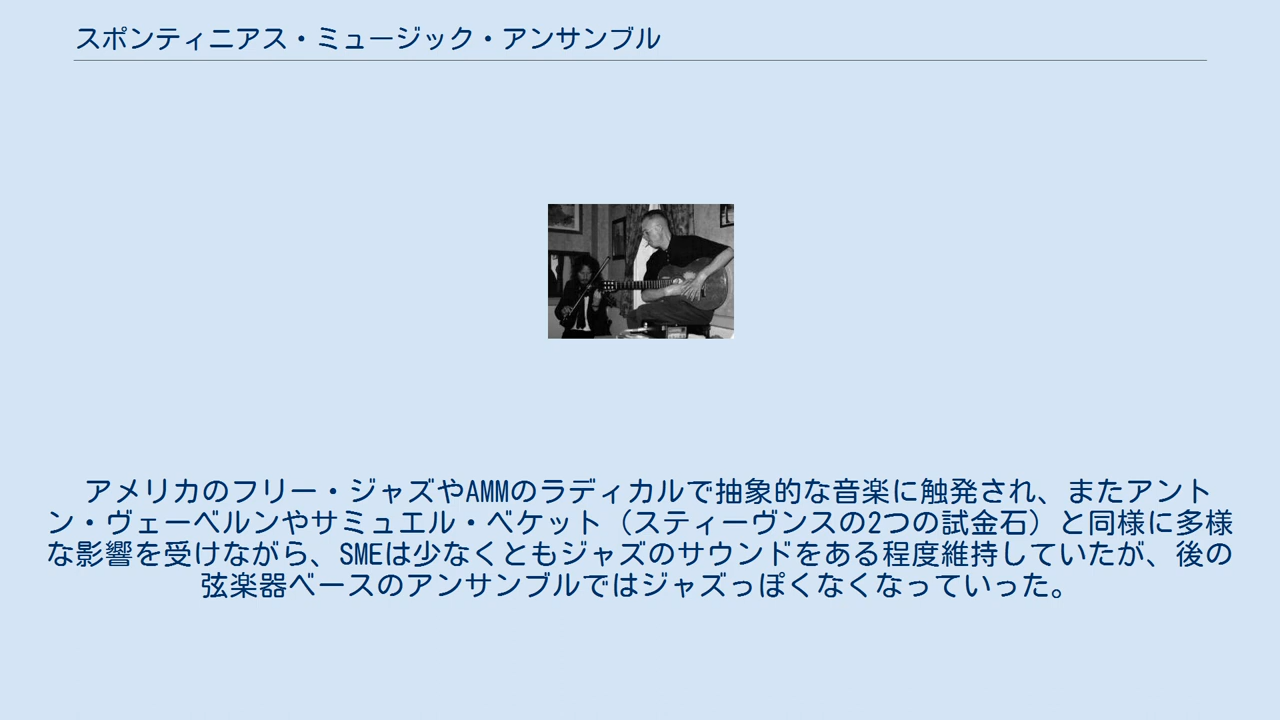 スポンティニアス・ミュージック・アンサンブル
アメリカのフリー・ジャズやAMMのラディカルで抽象的な音楽に触発され、またアント
ン・ヴェーベルンやサミュエル・ベケット（スティーヴンスの2つの試金石）と同様に多様
な影響を受けながら、SMEは少なくともジャズのサウンドをある程度維持していたが、後の
弦楽器ベースのアンサンブルではジャズっぽくなくなっていった。